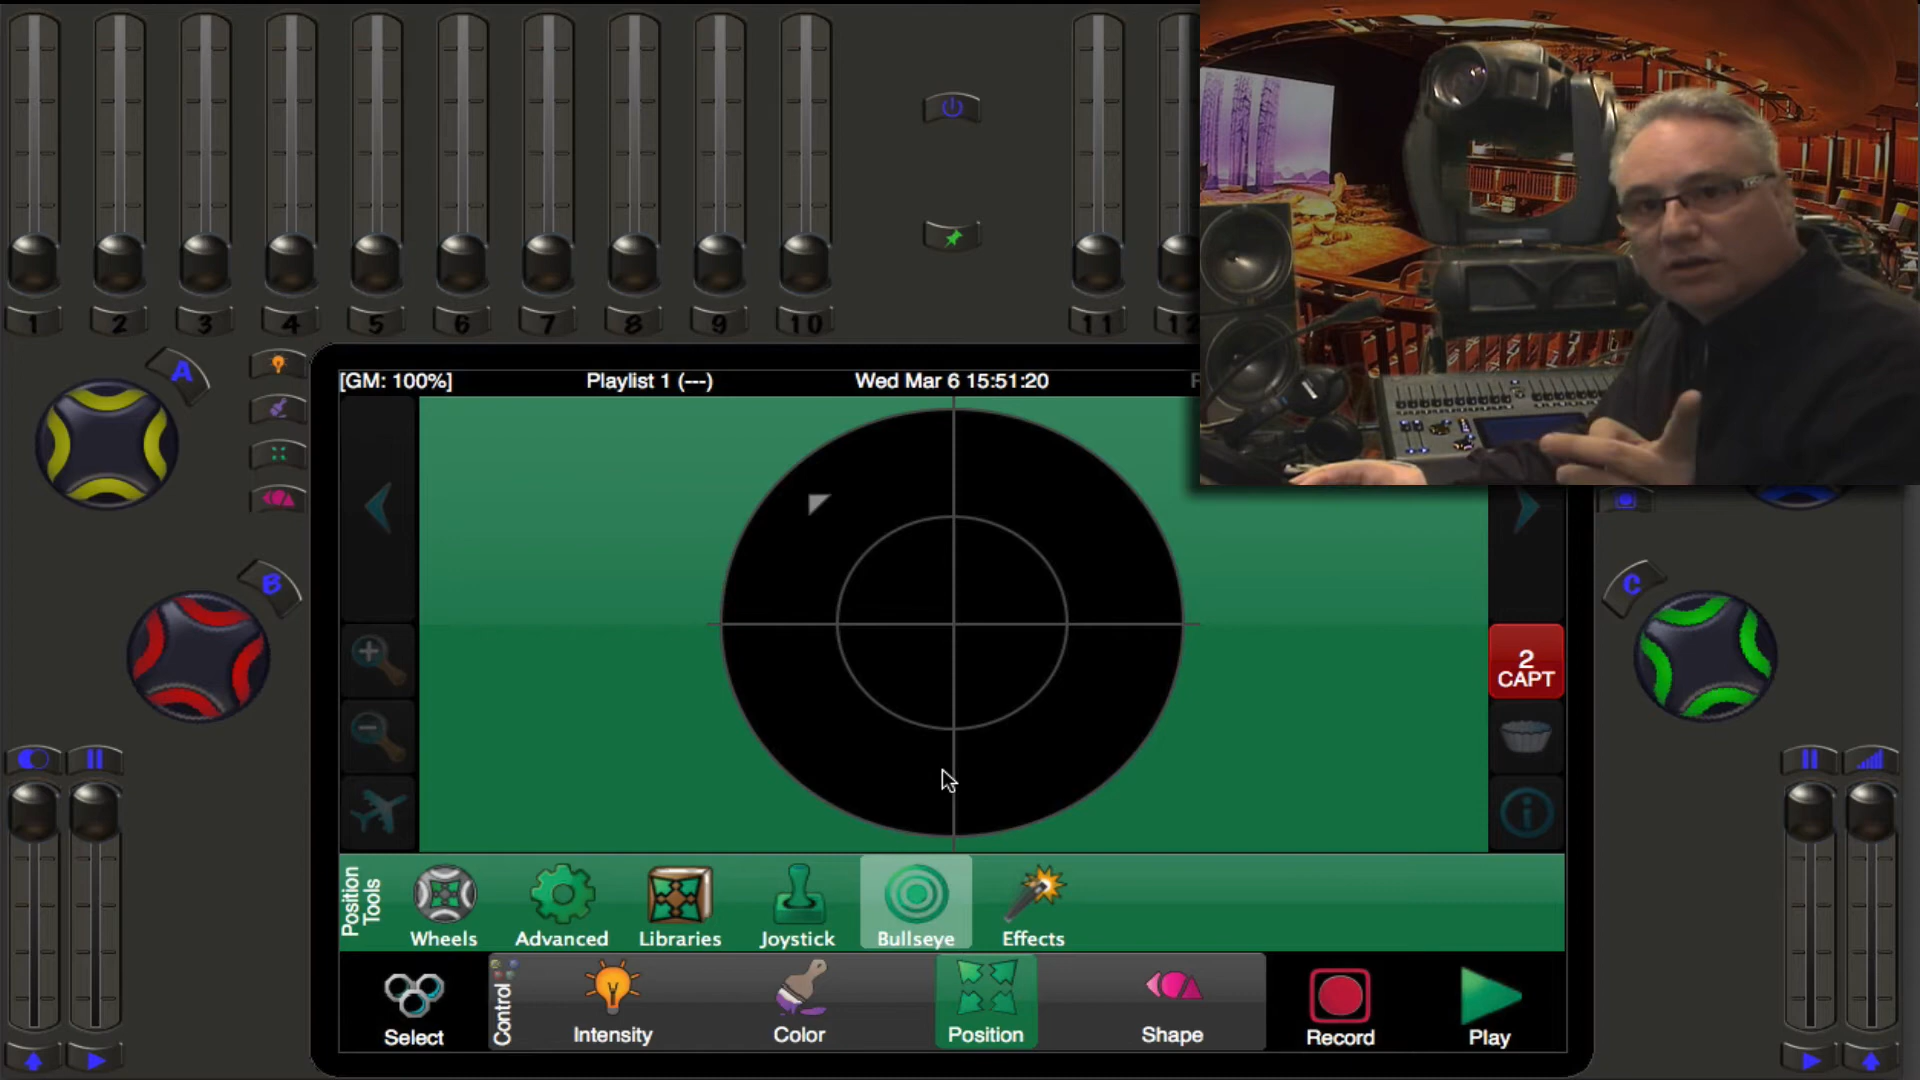 1 2 3 4 5 6 7 8 9 10 11 12
A
B
C
[GM: 100%] Playlist 1 (---) Wed Mar 6 15:51:20
2
CAPT
Position
Tools
Wheels Advanced Libraries Joystick Bullseye Effects
Select Control Intensity Color Position Shape Record Play